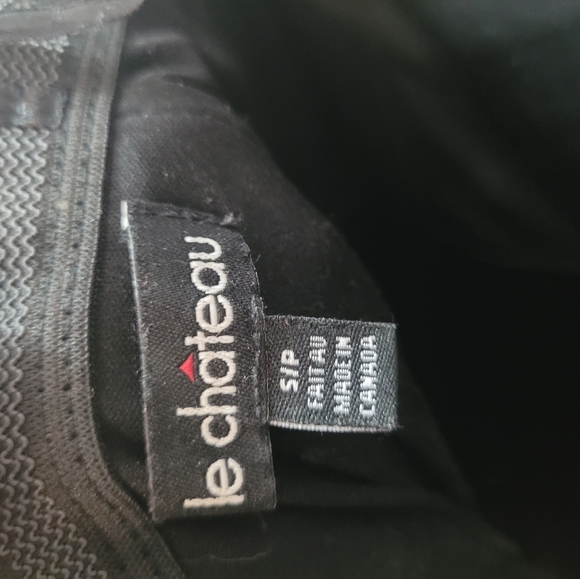 le château
S/P
FAIT AU
MADE IN
CANADA